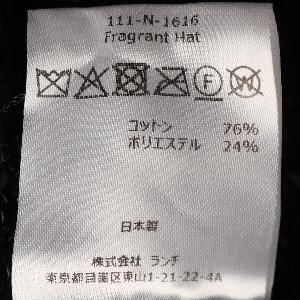 111-N-1616
Fragrant Hat
F W
コットン 76%
ポリエステル 24%
日本製
株式会社 ランチ
東京都目黒区東山1-21-22-4A